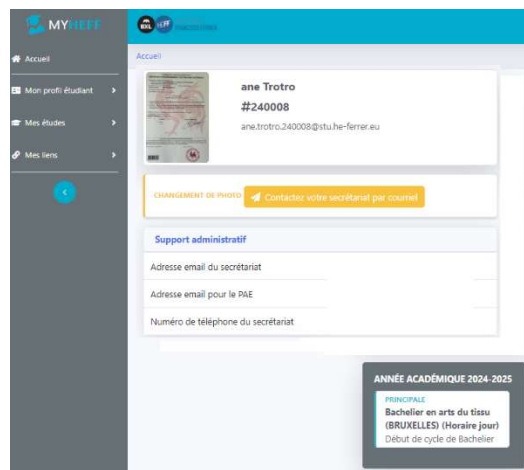 MYHEFF
BXL HEFF
Accueil
Mon profil étudiant
Mes études
Mes liens
Accueil
ane Trotro
#240008
ane.trotro.240008@stu.he-ferrer.eu
CHANGEMENT DE PHOTO Contactez votre secrétariat par courriel
Support administratif
Adresse email du secrétariat
Adresse email pour le PAE
Numéro de téléphone du secrétariat
ANNÉE ACADÉMIQUE 2024-2025
PRINCIPALE
Bachelier en arts du tissu
(BRUXELLES) (Horaire jour)
Début de cycle de Bachelier